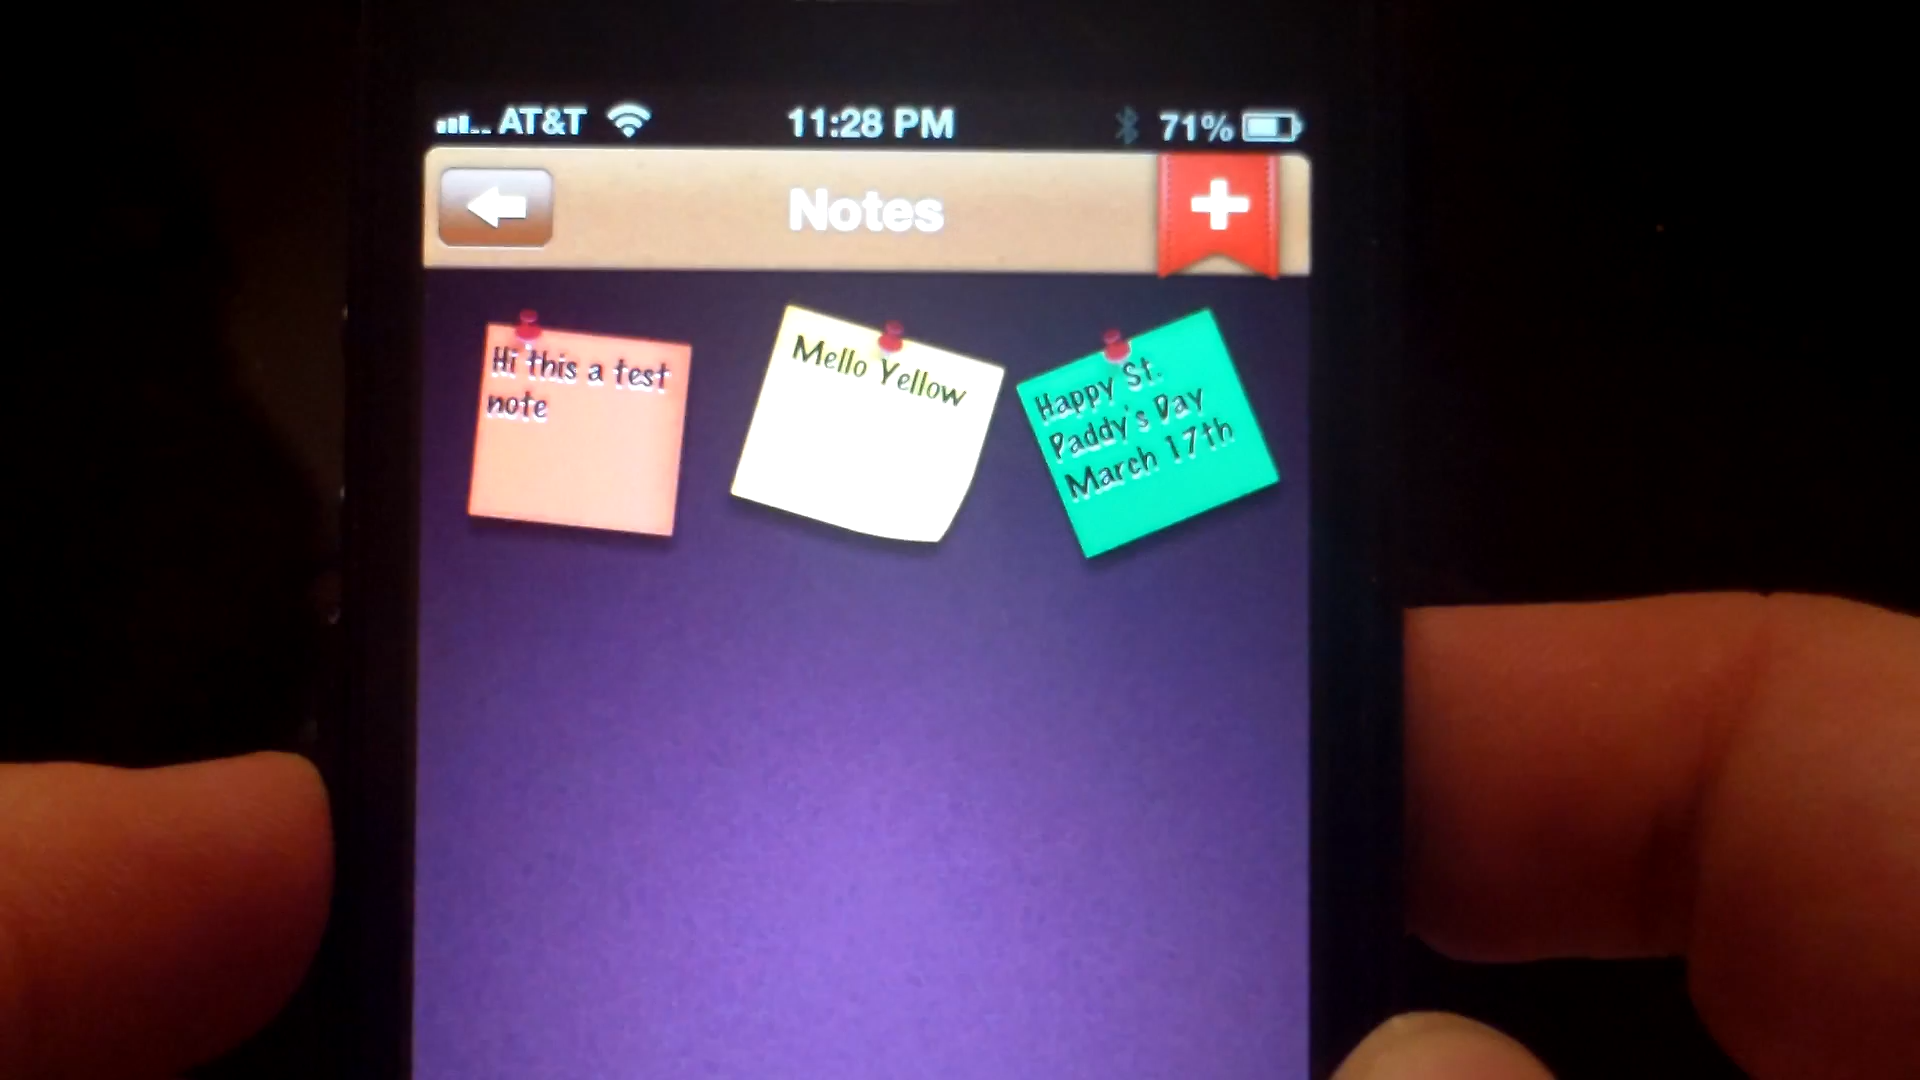 AT&T 11:28 PM 71%
Notes
Hi this a test
note
Mello Yellow
Happy St.
Paddy's Day
March 17th